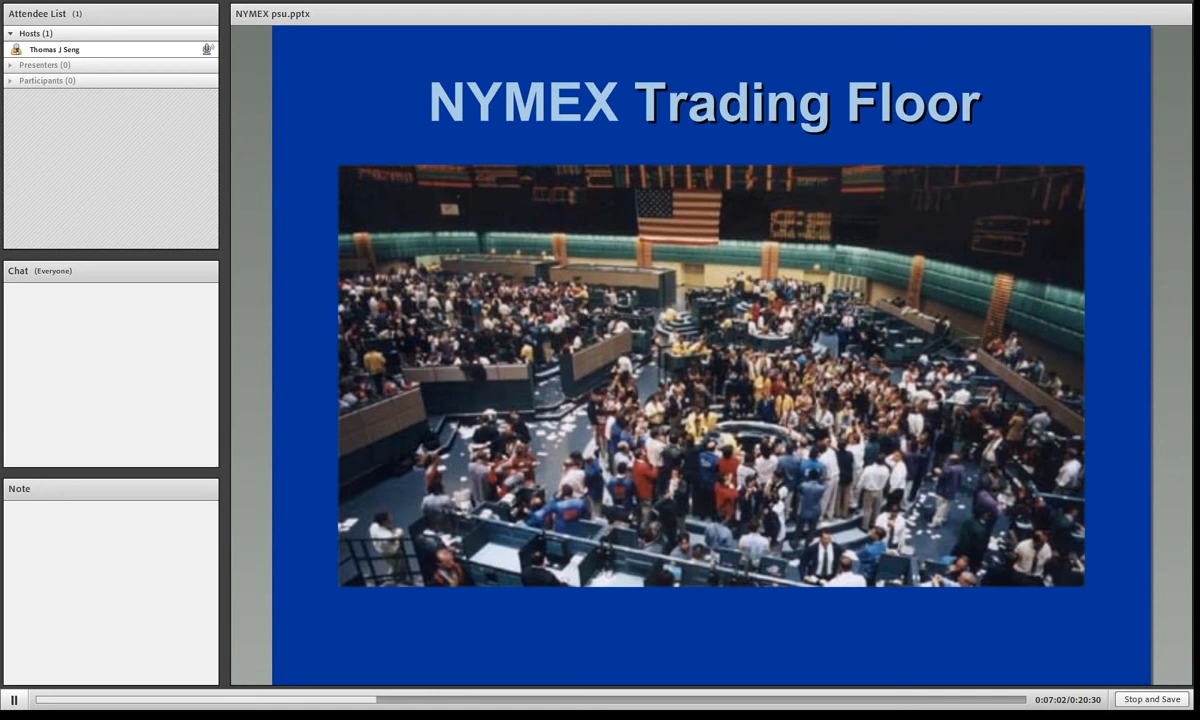 Attendee List (1)
Hosts (1)
Thomas J Seng
Presenters (0)
Participants (0)
Chat (Everyone)
Note
NYMEX psu.pptx
NYMEX Trading Floor
0:07:02/0:20:30
Stop and Save